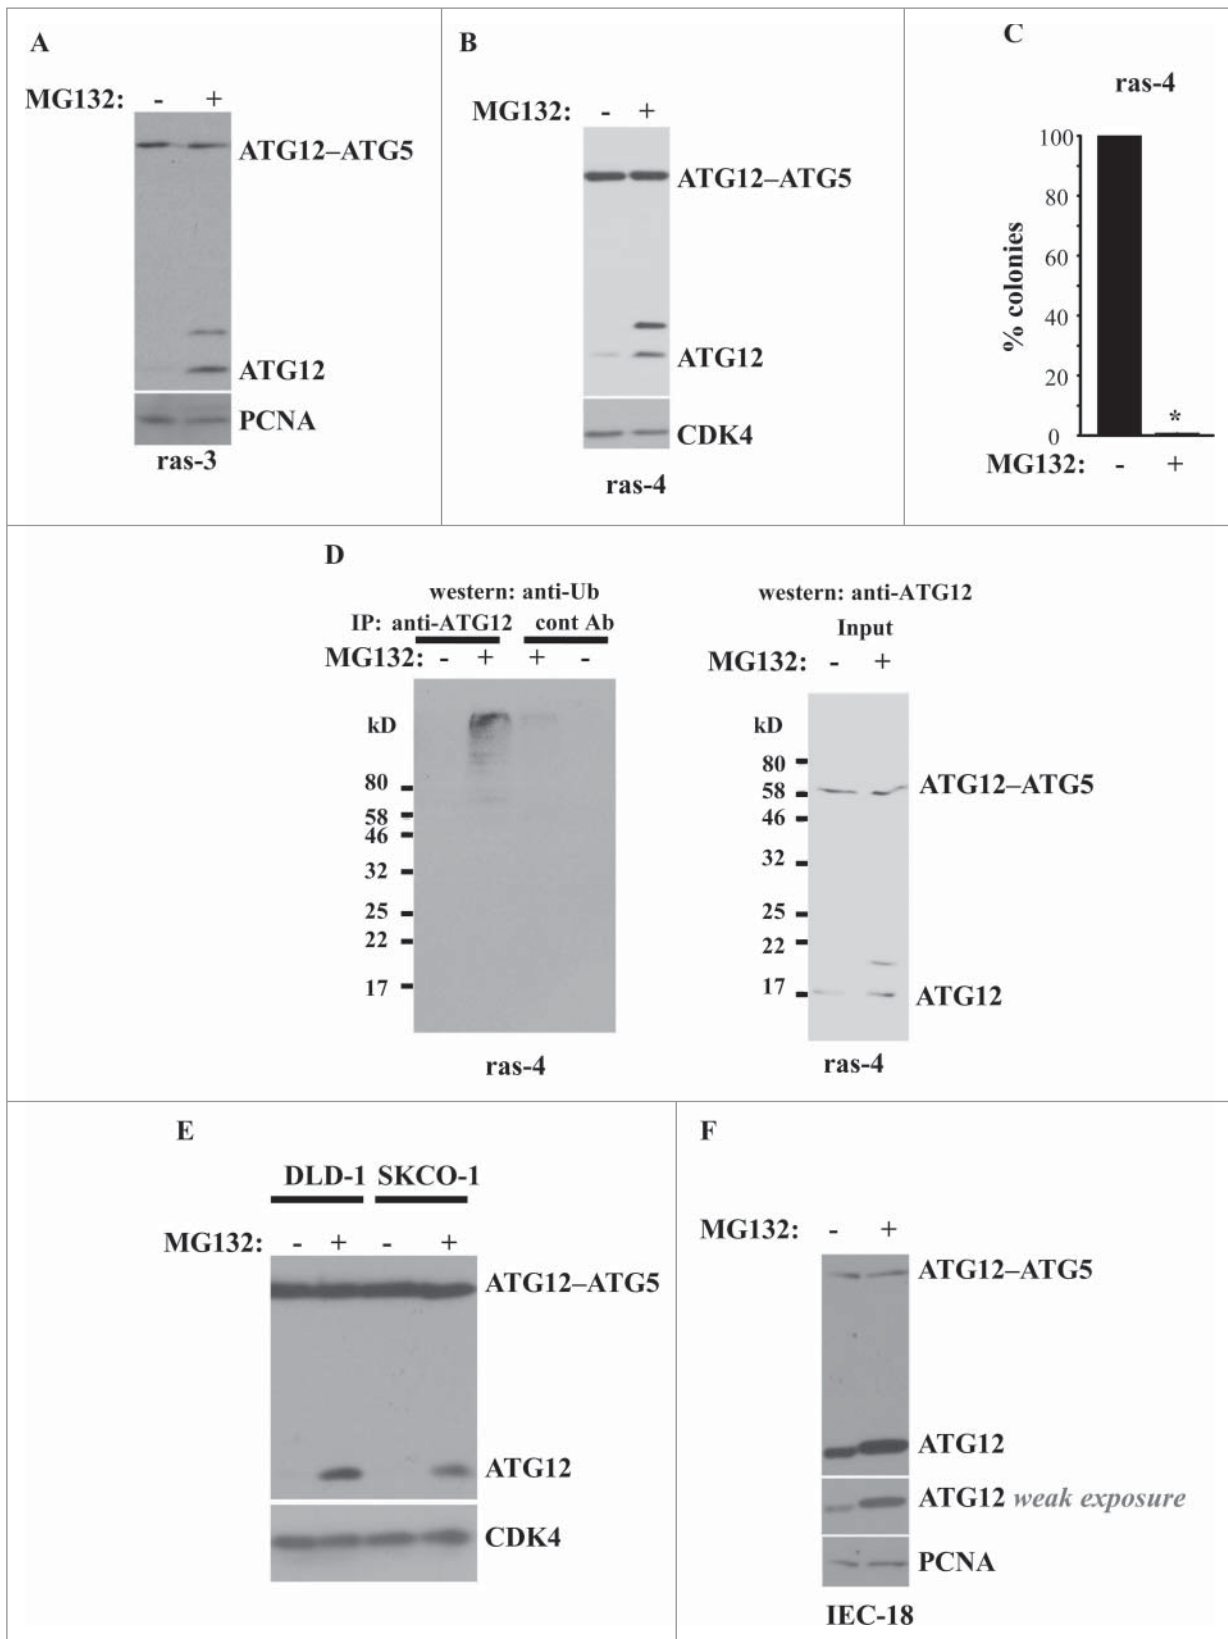 A
MG132: - +
ATG12–ATG5
ATG12
PCNA
ras-3
B
MG132: - +
ATG12–ATG5
ATG12
CDK4
ras-4
C
ras-4
% colonies
100
80
60
40
20
0
*
MG132: - +
D
western: anti-Ub
IP: anti-ATG12 cont Ab
MG132: - + + -
kD
80
58
46
32
25
22
17
ras-4
western: anti-ATG12
Input
MG132: - +
kD
80
58
46
32
25
22
17
ATG12–ATG5
ATG12
ras-4
E
DLD-1 SKCO-1
MG132: - + - +
ATG12–ATG5
ATG12
CDK4
F
MG132: - +
ATG12–ATG5
ATG12
ATG12 weak exposure
PCNA
IEC-18